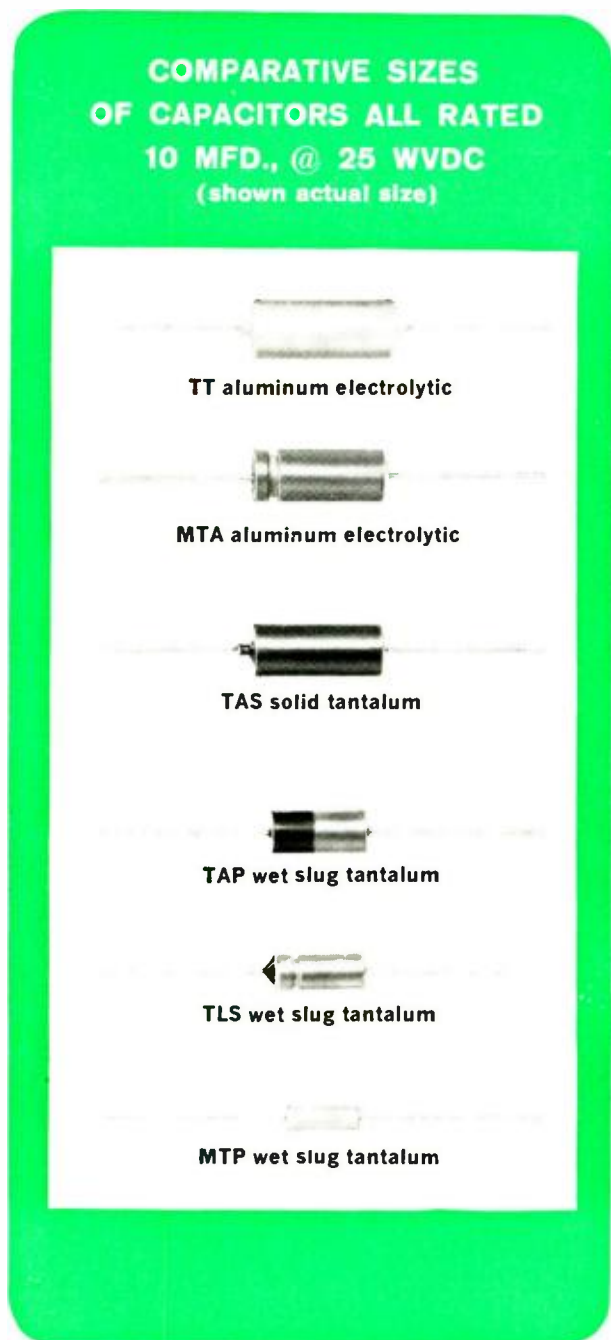 COMPARATIVE SIZES
OF CAPACITORS ALL RATED
10 MFD., @ 25 WVDC
(shown actual size)
TT aluminum electrolytic
MTA aluminum electrolytic
TAS solid tantalum
TAP wet slug tantalum
TLS wet slug tantalum
MTP wet slug tantalum